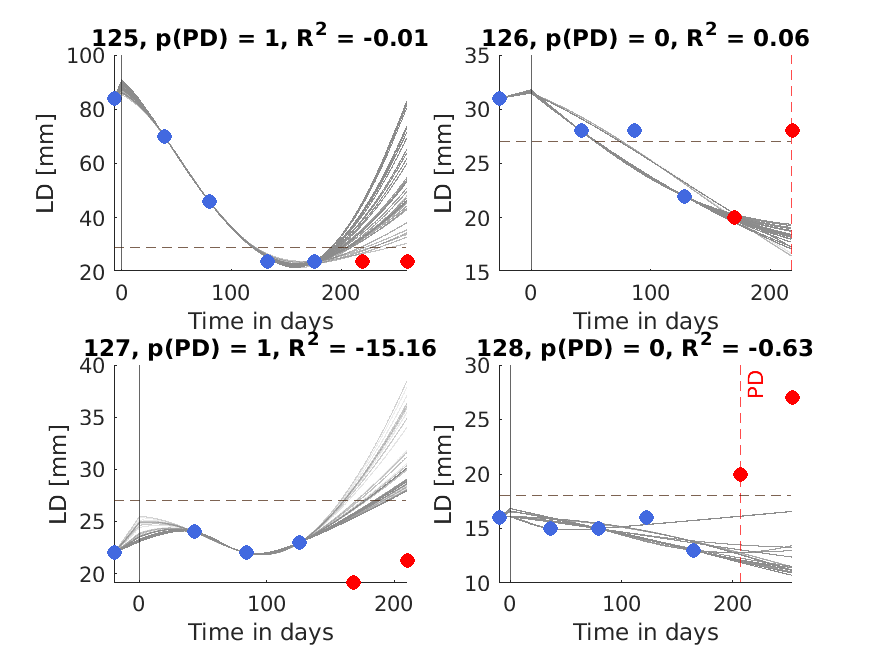 125, p(PD) = 1, R² = -0.01
100
80
60
40
20
LD [mm]
0
100
200
Time in days
126, p(PD) = 0, R² = 0.06
35
30
25
20
15
LD [mm]
0
100
200
Time in days
127, p(PD) = 1, R² = -15.16
40
35
30
25
20
LD [mm]
0
100
200
Time in days
128, p(PD) = 0, R² = -0.63
30
25
20
15
10
LD [mm]
PD
0
100
200
Time in days